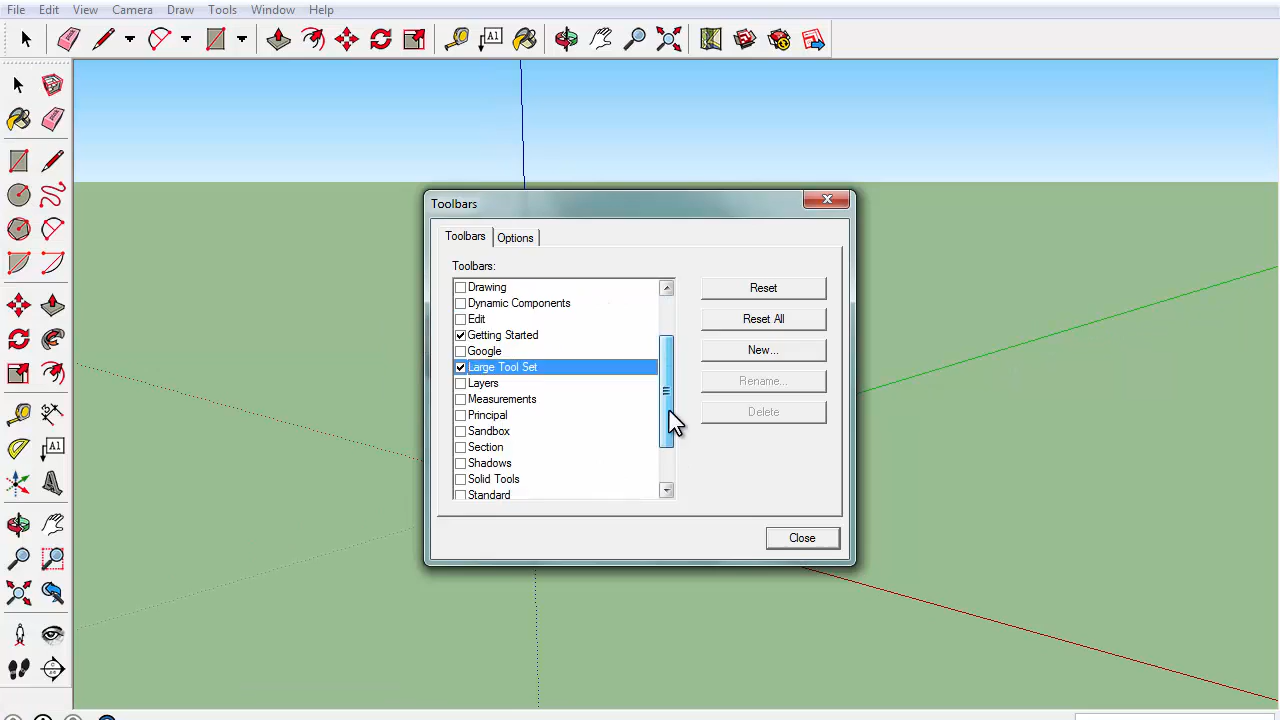 File Edit View Camera Draw Tools Window Help
A1
Toolbars
Toolbars Options
Toolbars:
Drawing
Dynamic Components
Edit
Getting Started
Google
Large Tool Set
Layers
Measurements
Principal
Sandbox
Section
Shadows
Solid Tools
Standard
Reset
Reset All
New...
Rename...
Delete
Close
A1